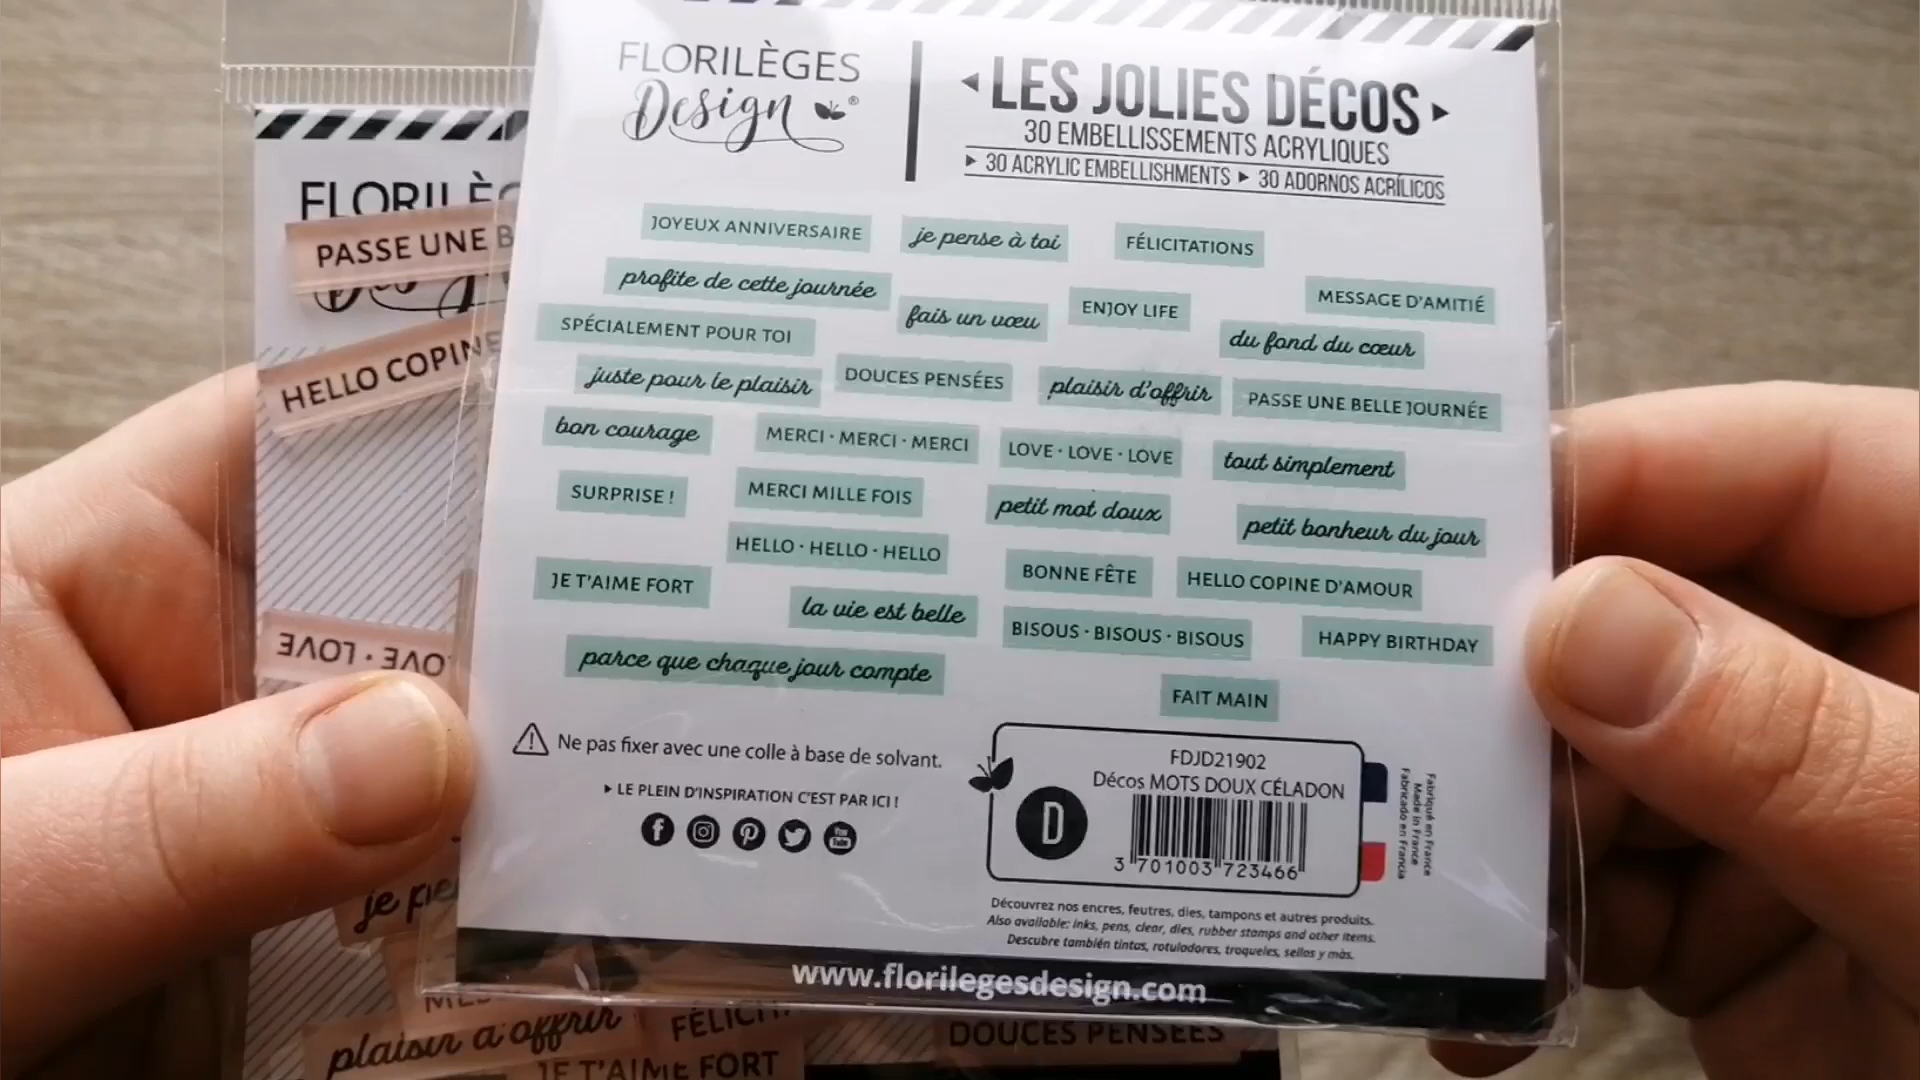 FLORILÈGES
Design
LES JOLIES DÉCOS
30 EMBELLISSEMENTS ACRYLIQUES
30 ACRYLIC EMBELLISHMENTS 30 ADORNOS ACRÍLICOS
JOYEUX ANNIVERSAIRE
je pense à toi
FÉLICITATIONS
profite de cette journée
fais un vœu
ENJOY LIFE
MESSAGE D'AMITIÉ
SPÉCIALEMENT POUR TOI
du fond du cœur
juste pour le plaisir
DOUCES PENSÉES
plaisir d'offrir
PASSE UNE BELLE JOURNÉE
bon courage
MERCI · MERCI · MERCI
LOVE · LOVE · LOVE
tout simplement
SURPRISE !
MERCI MILLE FOIS
petit mot doux
petit bonheur du jour
HELLO · HELLO · HELLO
JE T'AIME FORT
BONNE FÊTE
HELLO COPINE D'AMOUR
la vie est belle
BISOUS · BISOUS · BISOUS
HAPPY BIRTHDAY
parce que chaque jour compte
FAIT MAIN
Ne pas fixer avec une colle à base de solvant.
LE PLEIN D'INSPIRATION C'EST PAR ICI !
You Tube
FDJD21902
Décos MOTS DOUX CÉLADON
D
3 701003 723466
Fabriqué en France
Made in France
Fabricado en Francia
Découvrez nos encres, feutres, dies, tampons et autres produits.
Also available: inks, pens, clear, dies, rubber stamps and other items.
Descubre también tintas, rotuladores, troqueles, sellos y más.
www.florilegesdesign.com
PASSE UNE
HELLO COPINE
LOVE
je
plaisir d'offrir
JE T'AIME FORT
DOUCES PENSÉES